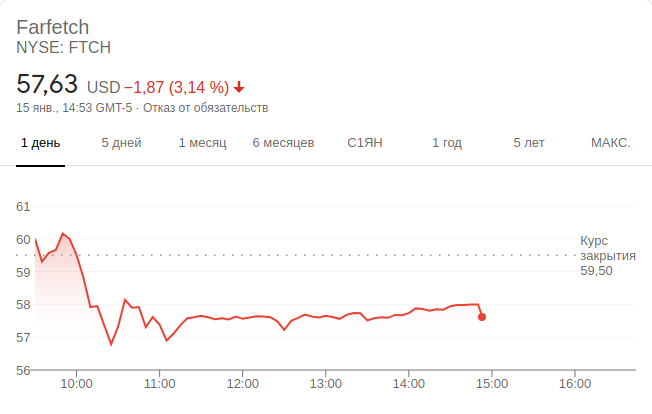 Farfetch
NYSE: FTCH
57,63 USD −1,87 (3,14 %)
15 янв., 14:53 GMT-5 · Отказ от обязательств
1 день 5 дней 1 месяц 6 месяцев С1ЯН 1 год 5 лет МАКС.
61
60
Курс
закрытия
59,50
59
58
57
56
10:00 11:00 12:00 13:00 14:00 15:00 16:00